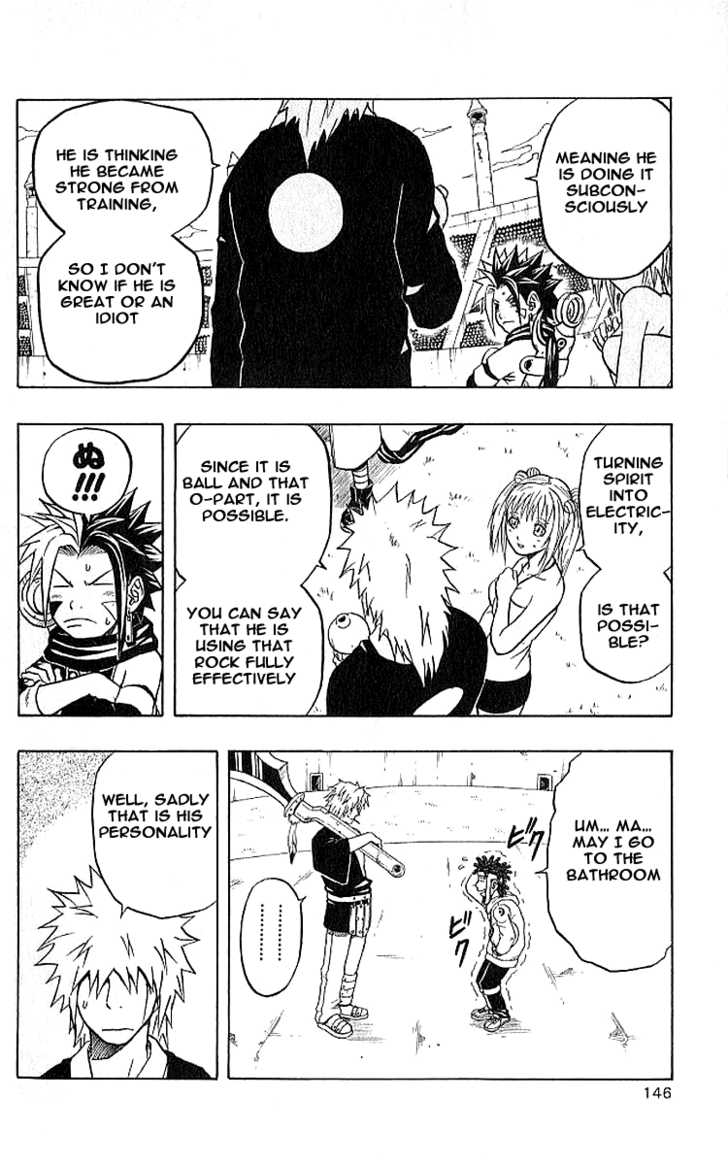 MEANING HE
IS DOING IT
SUBCON-
SCIOUSLY
HE IS THINKING
HE BECAME
STRONG FROM
TRAINING,
SO I DON'T
KNOW IF HE IS
GREAT OR AN
IDIOT
TURNING
SPIRIT
INTO
ELECTRIC-
ITY,
IS THAT
POSSI-
BLE?
SINCE IT IS
BALL AND THAT
O-PART, IT IS
POSSIBLE.
YOU CAN SAY
THAT HE IS
USING THAT
ROCK FULLY
EFFECTIVELY
ぬ
!!!
UM... MA...
MAY I GO
TO THE
BATHROOM
ビク
ビク
………
………
WELL, SADLY
THAT IS HIS
PERSONALITY
146